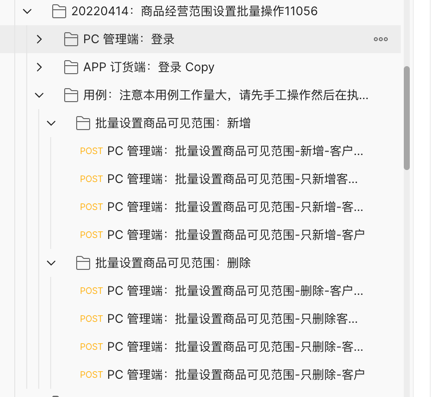 20220414：商品经营范围设置批量操作11056
PC 管理端：登录
APP 订货端：登录 Copy
用例：注意本用例工作量大，请先手工操作然后在执...
批量设置商品可见范围：新增
POST PC 管理端：批量设置商品可见范围-新增-客户...
POST PC 管理端：批量设置商品可见范围-只新增客...
POST PC 管理端：批量设置商品可见范围-只新增-客...
POST PC 管理端：批量设置商品可见范围-只新增-客户
批量设置商品可见范围：删除
POST PC 管理端：批量设置商品可见范围-删除-客户...
POST PC 管理端：批量设置商品可见范围-只删除客...
POST PC 管理端：批量设置商品可见范围-只删除-客...
POST PC 管理端：批量设置商品可见范围-只删除-客户